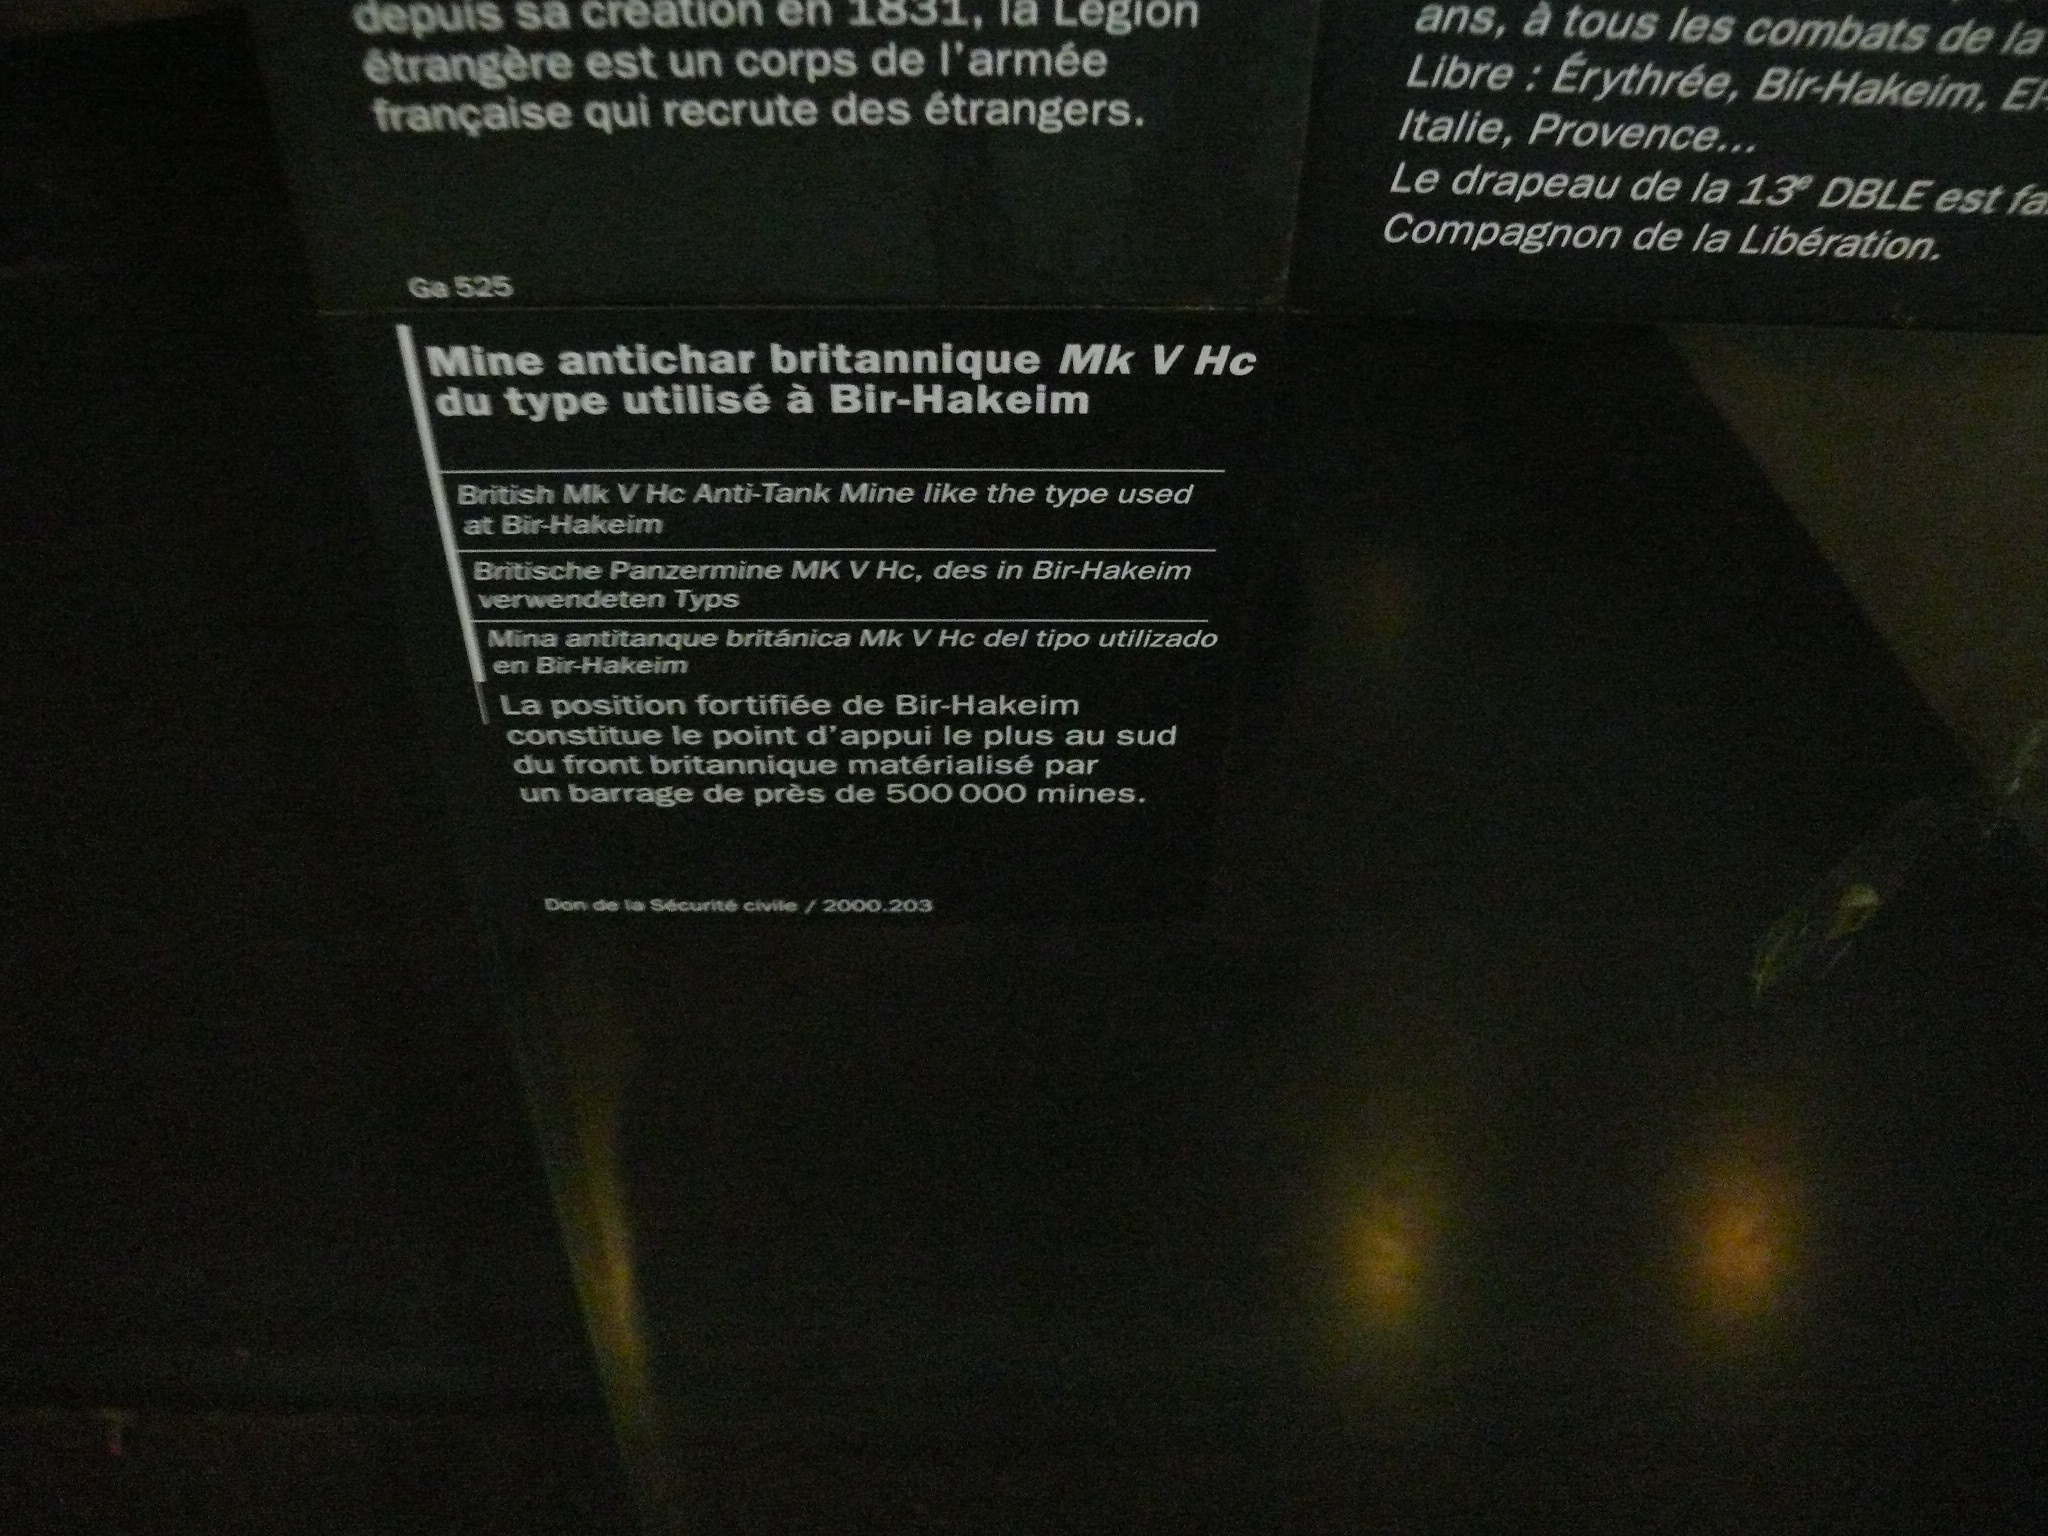 depuis sa création en 1831, la Légion
étrangère est un corps de l'armée
française qui recrute des étrangers.
Ga 525
ans, à tous les combats de la
Libre : Érythrée, Bir-Hakeim,
Italie, Provence...
Le drapeau de la 13e DBLE est
Compagnon de la Libération.
Mine antichar britannique Mk V Hc
du type utilisé à Bir-Hakeim
British Mk V Hc Anti-Tank Mine like the type used
at Bir-Hakeim
Britische Panzermine MK V Hc, des in Bir-Hakeim
verwendeten Typs
Mina antitanque británica Mk V Hc del tipo utilizado
en Bir-Hakeim
La position fortifiée de Bir-Hakeim
constitue le point d'appui le plus au sud
du front britannique matérialisé par
un barrage de près de 500 000 mines.
Don de la Sécurité civile / 2000.203